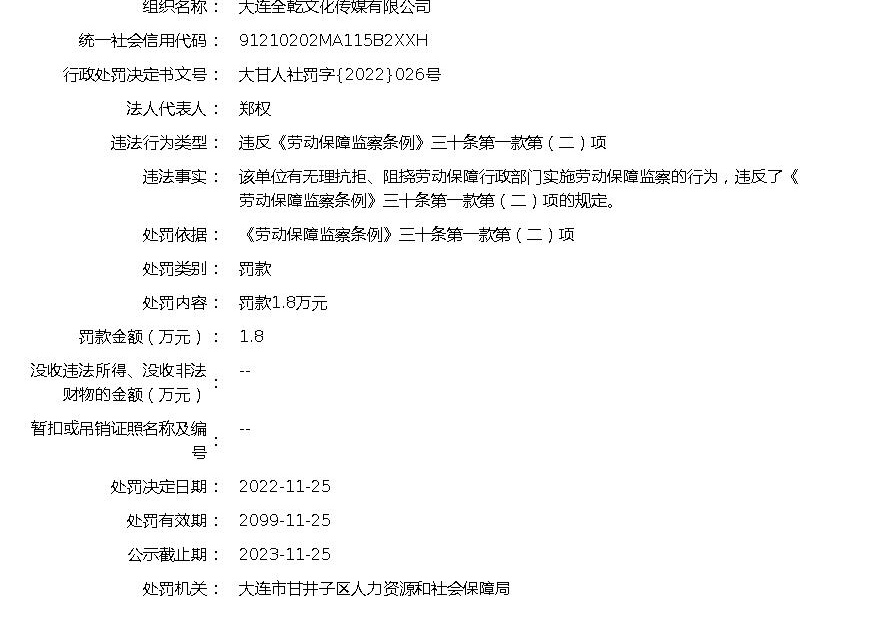 组织名称： 大连全乾文化传媒有限公司
统一社会信用代码： 91210202MA115B2XXH
行政处罚决定书文号： 大甘人社罚字{2022}026号
法人代表人： 郑权
违法行为类型： 违反《劳动保障监察条例》三十条第一款第（二）项
违法事实： 该单位有无理抗拒、阻挠劳动保障行政部门实施劳动保障监察的行为，违反了《
劳动保障监察条例》三十条第一款第（二）项的规定。
处罚依据： 《劳动保障监察条例》三十条第一款第（二）项
处罚类别： 罚款
处罚内容： 罚款1.8万元
罚款金额（万元）： 1.8
没收违法所得、没收非法
财物的金额（万元）： --
暂扣或吊销证照名称及编
号： --
处罚决定日期： 2022-11-25
处罚有效期： 2099-11-25
公示截止期： 2023-11-25
处罚机关： 大连市甘井子区人力资源和社会保障局